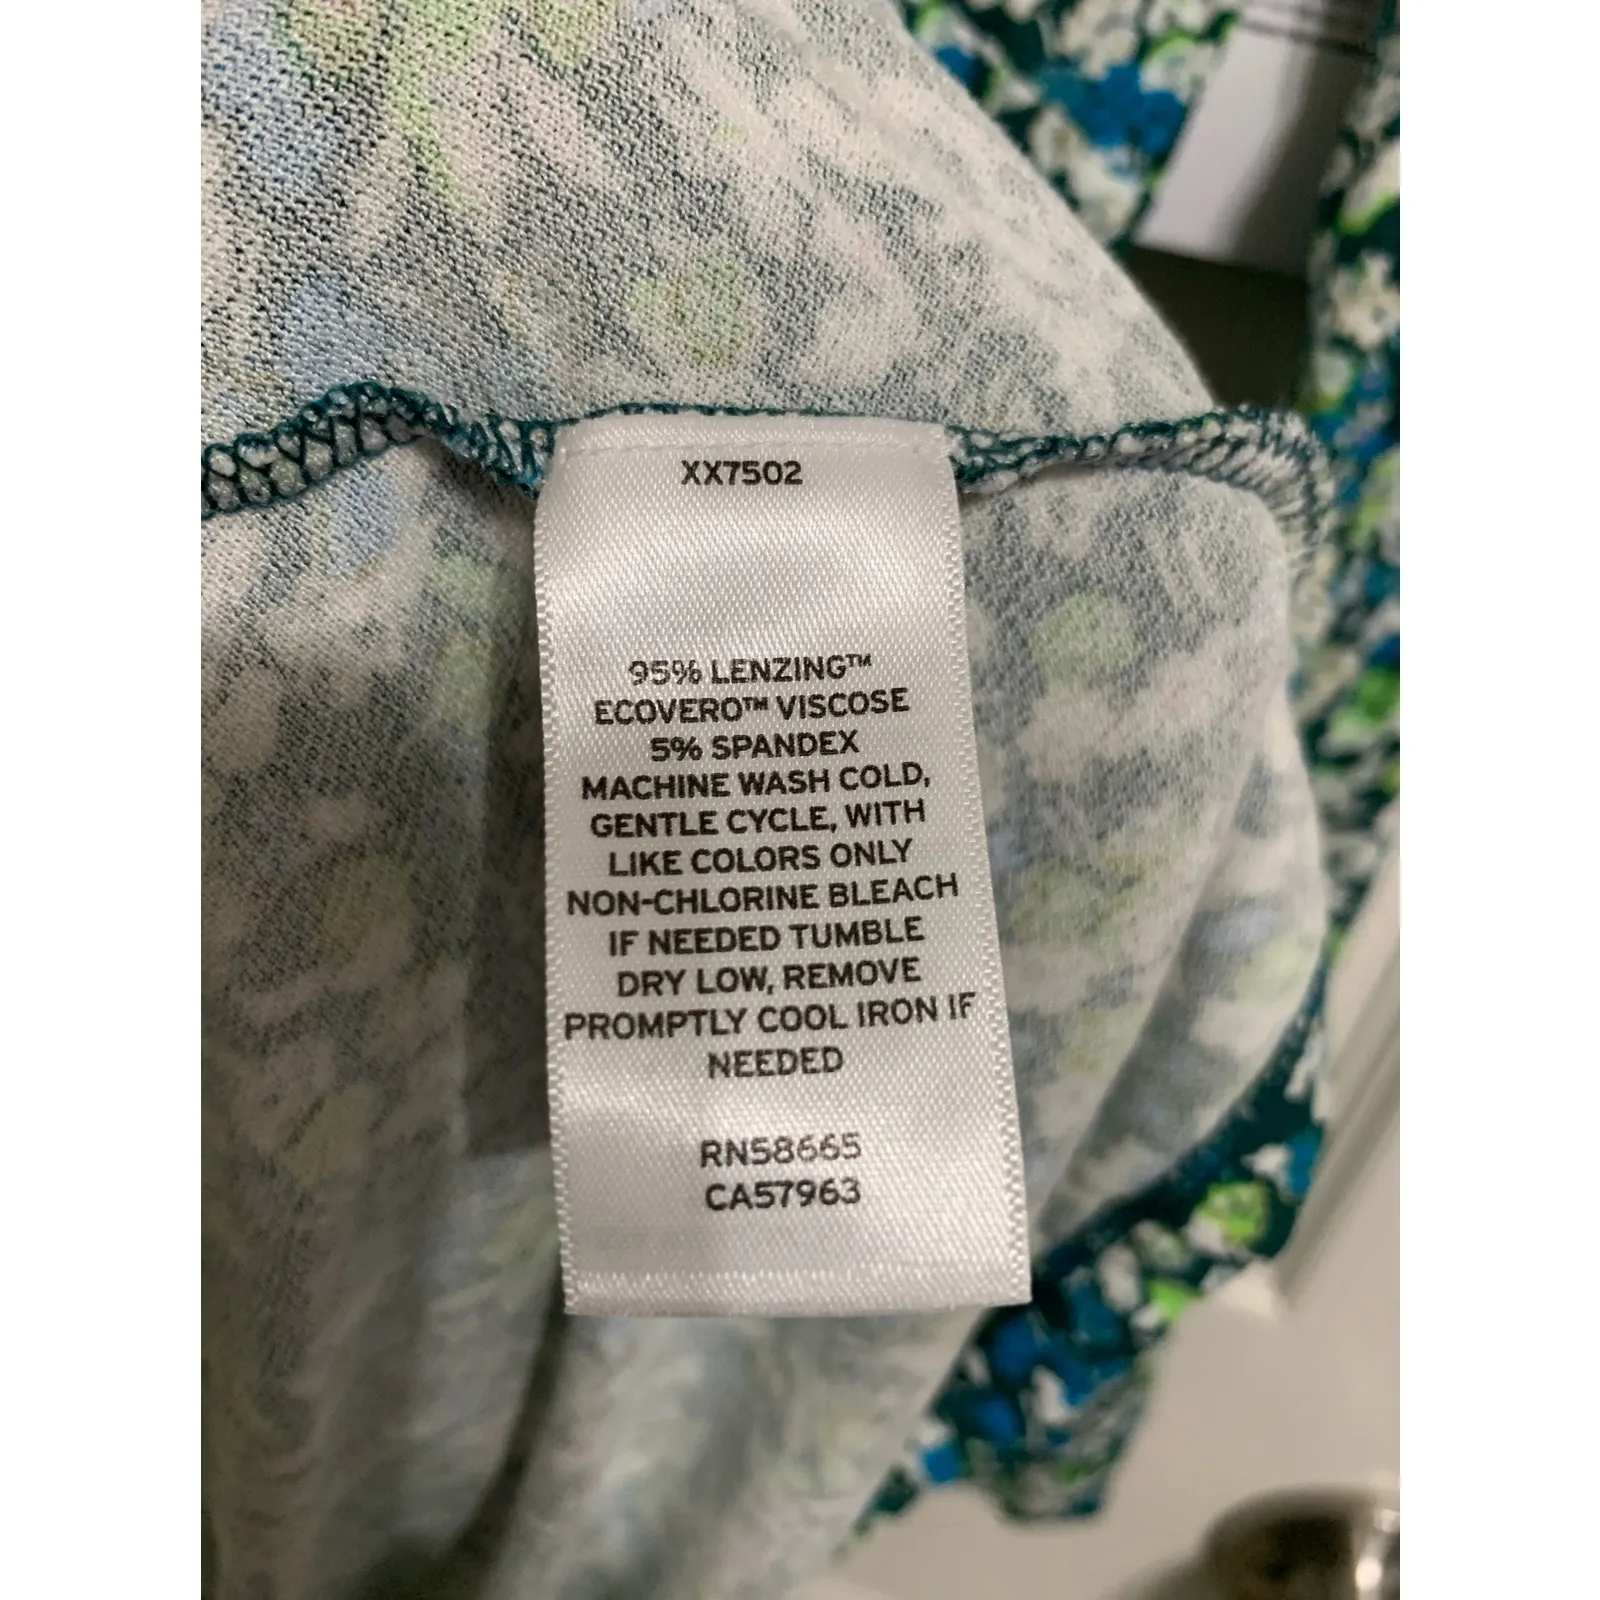 XX7502
95% LENZING™
ECOVERO™ VISCOSE
5% SPANDEX
MACHINE WASH COLD,
GENTLE CYCLE, WITH
LIKE COLORS ONLY
NON-CHLORINE BLEACH
IF NEEDED TUMBLE
DRY LOW, REMOVE
PROMPTLY COOL IRON IF
NEEDED
RN58665
CA57963